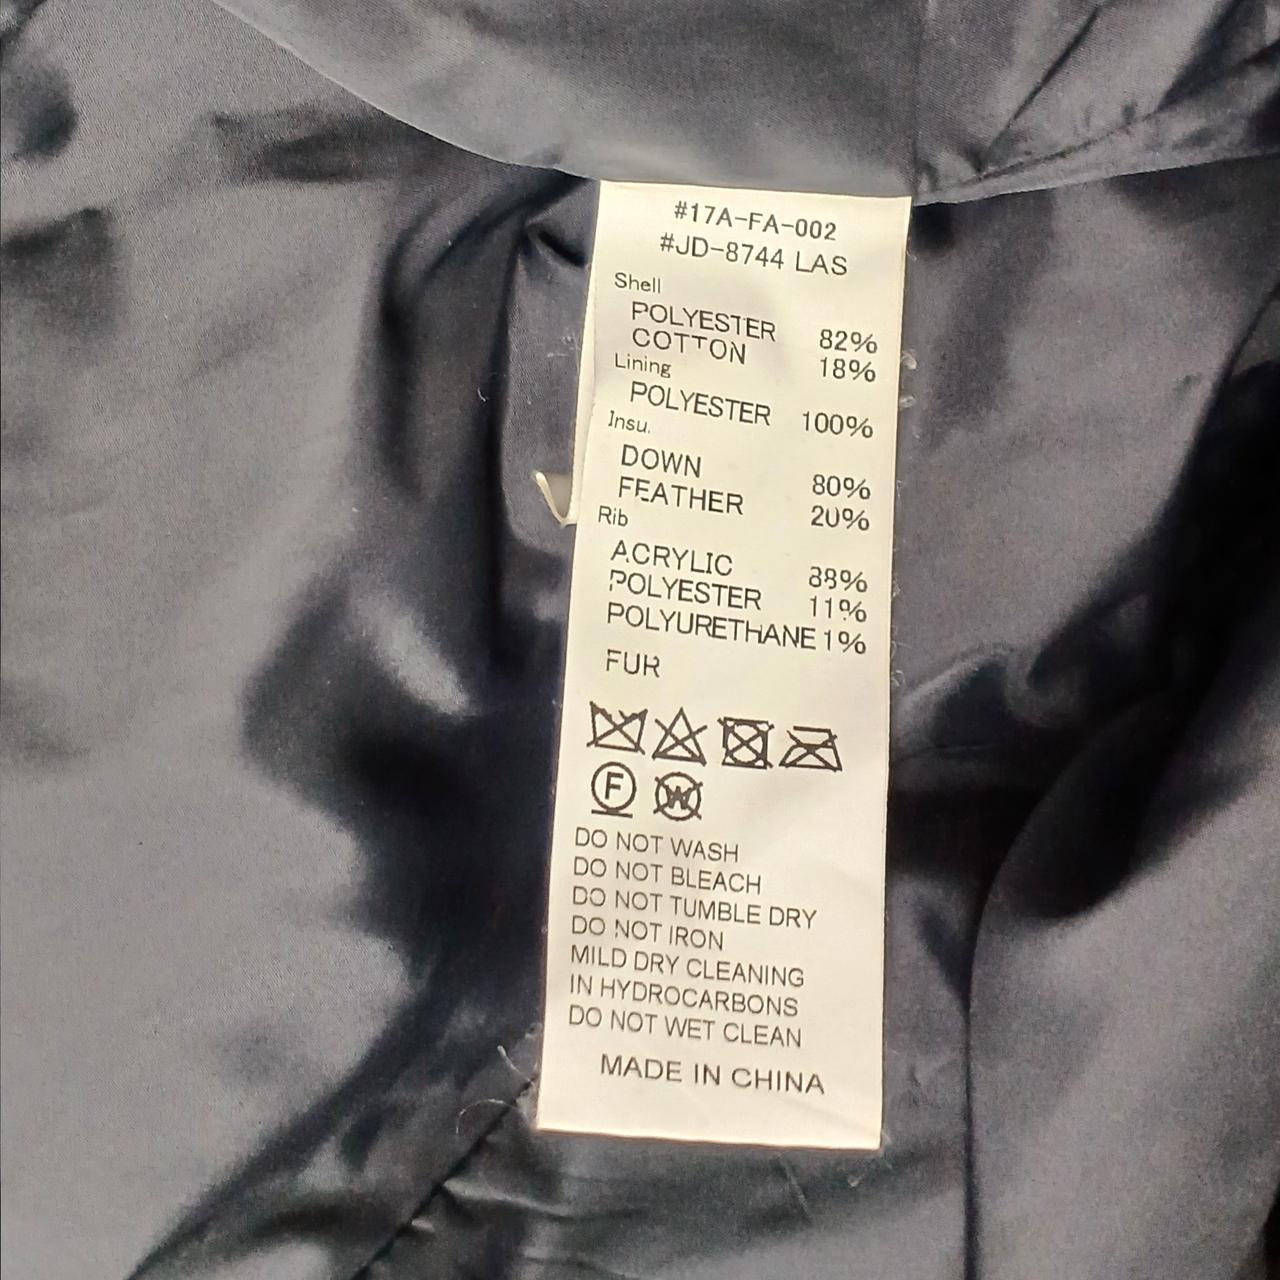 #17A-FA-002
#JD-8744 LAS
Shell
POLYESTER 82%
COTTON 18%
Lining
POLYESTER 100%
Insu.
DOWN 80%
FEATHER 20%
Rib
ACRYLIC 88%
POLYESTER 11%
POLYURETHANE 1%
FUR
F W
DO NOT WASH
DO NOT BLEACH
DO NOT TUMBLE DRY
DO NOT IRON
MILD DRY CLEANING
IN HYDROCARBONS
DO NOT WET CLEAN
MADE IN CHINA